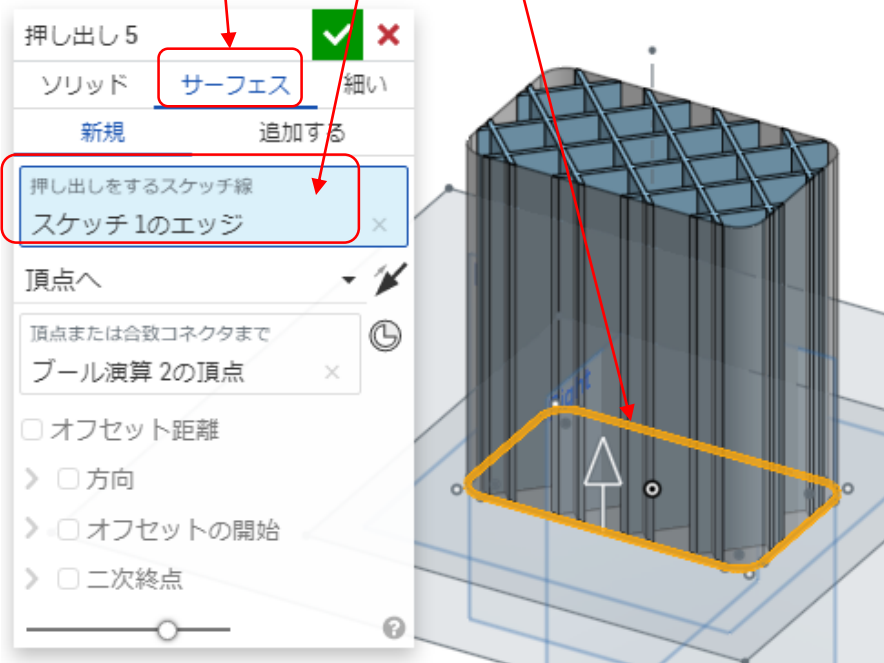 押し出し 5
ソリッド サーフェス 細い
新規 追加する
押し出しをするスケッチ線
スケッチ 1のエッジ
頂点へ
頂点または合致コネクタまで
ブール演算 2の頂点
オフセット距離
方向
オフセットの開始
二次終点
Right